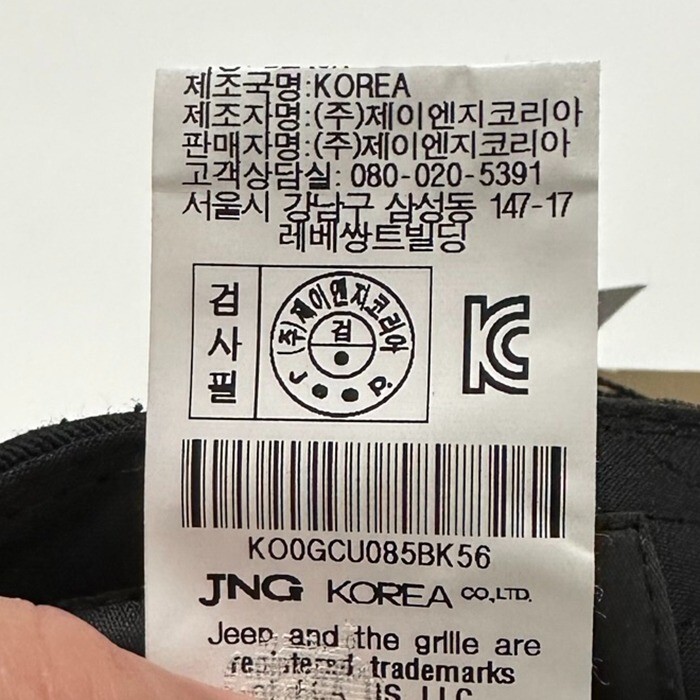 제조국명:KOREA
제조자명:(주)제이엔지코리아
판매자명:(주)제이엔지코리아
고객상담실: 080-020-5391
서울시 강남구 삼성동 147-17
레베쌍트빌딩
검사필
(주)제이엔지코리아
검
J P.
KC
KO0GCU085BK56
JNG KOREA CO,LTD.
Jeep and the grille are
registered trademarks
US LLC